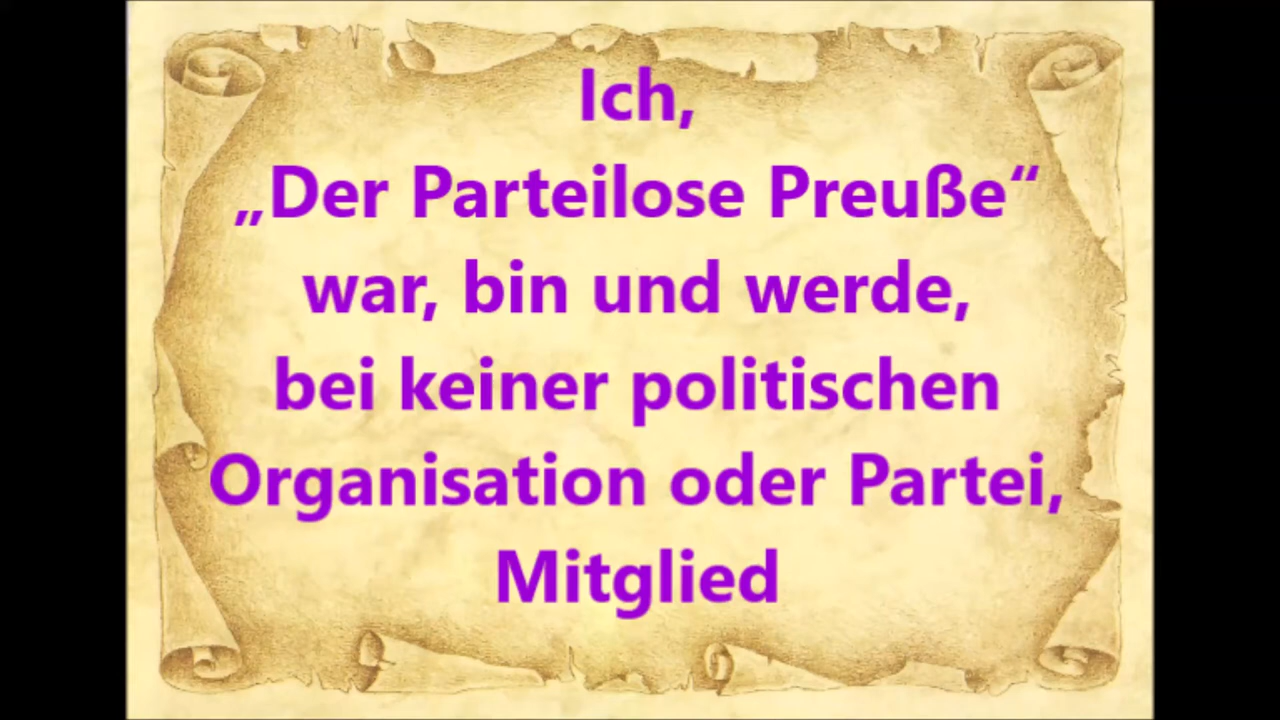 Ich,
„Der Parteilose Preuße“
war, bin und werde,
bei keiner politischen
Organisation oder Partei,
Mitglied